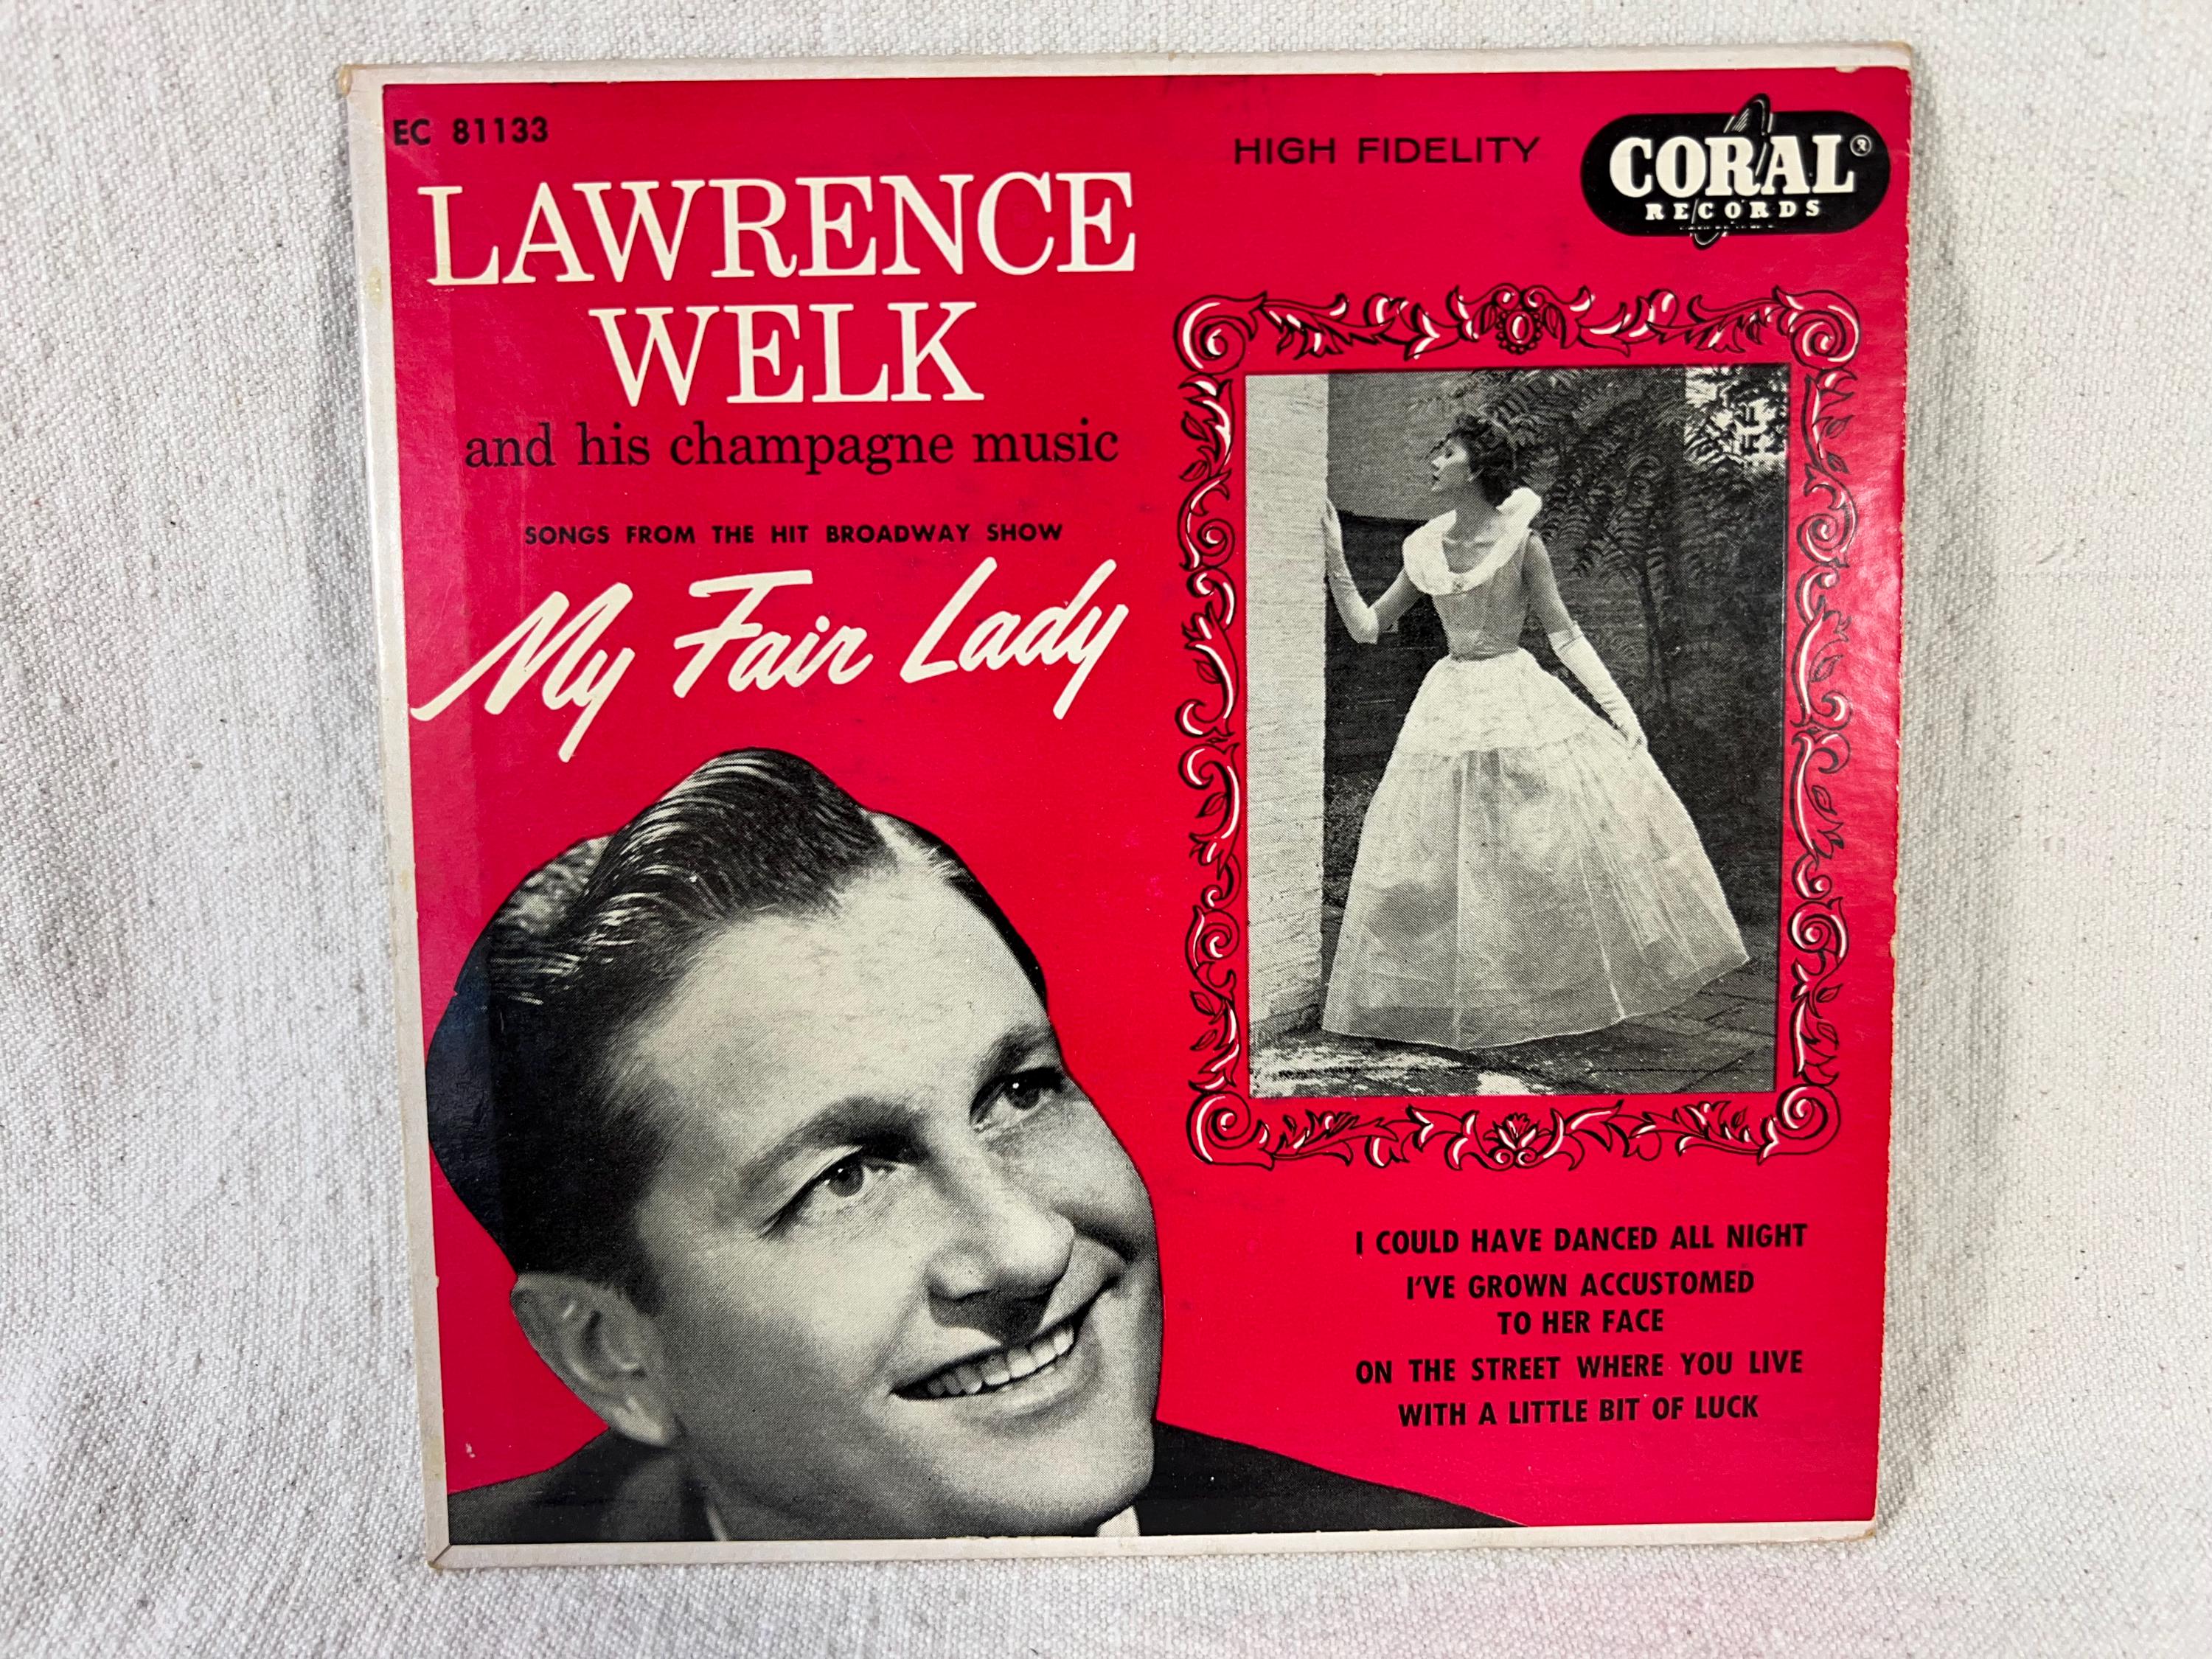 EC 81133
HIGH FIDELITY
CORAL®
RECORDS
LAWRENCE
WELK
and his champagne music
SONGS FROM THE HIT BROADWAY SHOW
My Fair Lady
I COULD HAVE DANCED ALL NIGHT
I'VE GROWN ACCUSTOMED
TO HER FACE
ON THE STREET WHERE YOU LIVE
WITH A LITTLE BIT OF LUCK